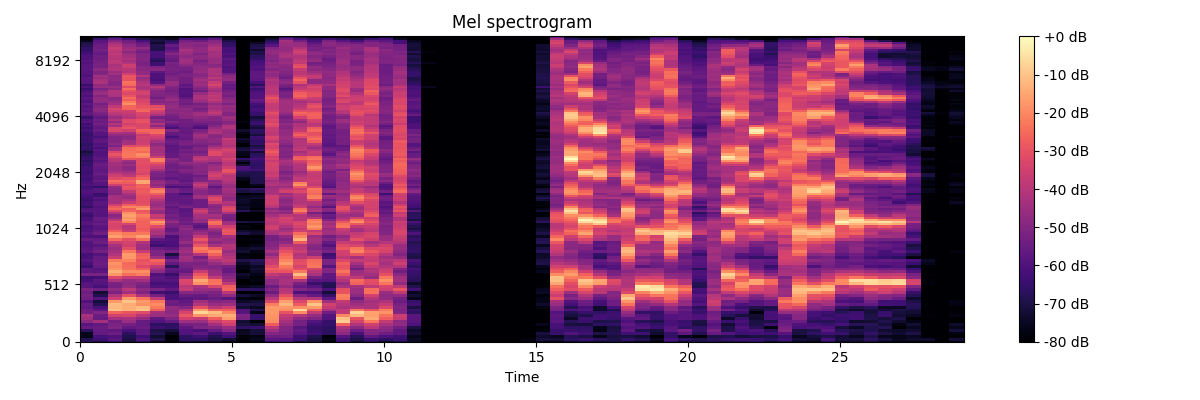 Mel spectrogram
8192
4096
2048
1024
512
0
Hz
0 5 10 15 20 25
Time
+0 dB
-10 dB
-20 dB
-30 dB
-40 dB
-50 dB
-60 dB
-70 dB
-80 dB